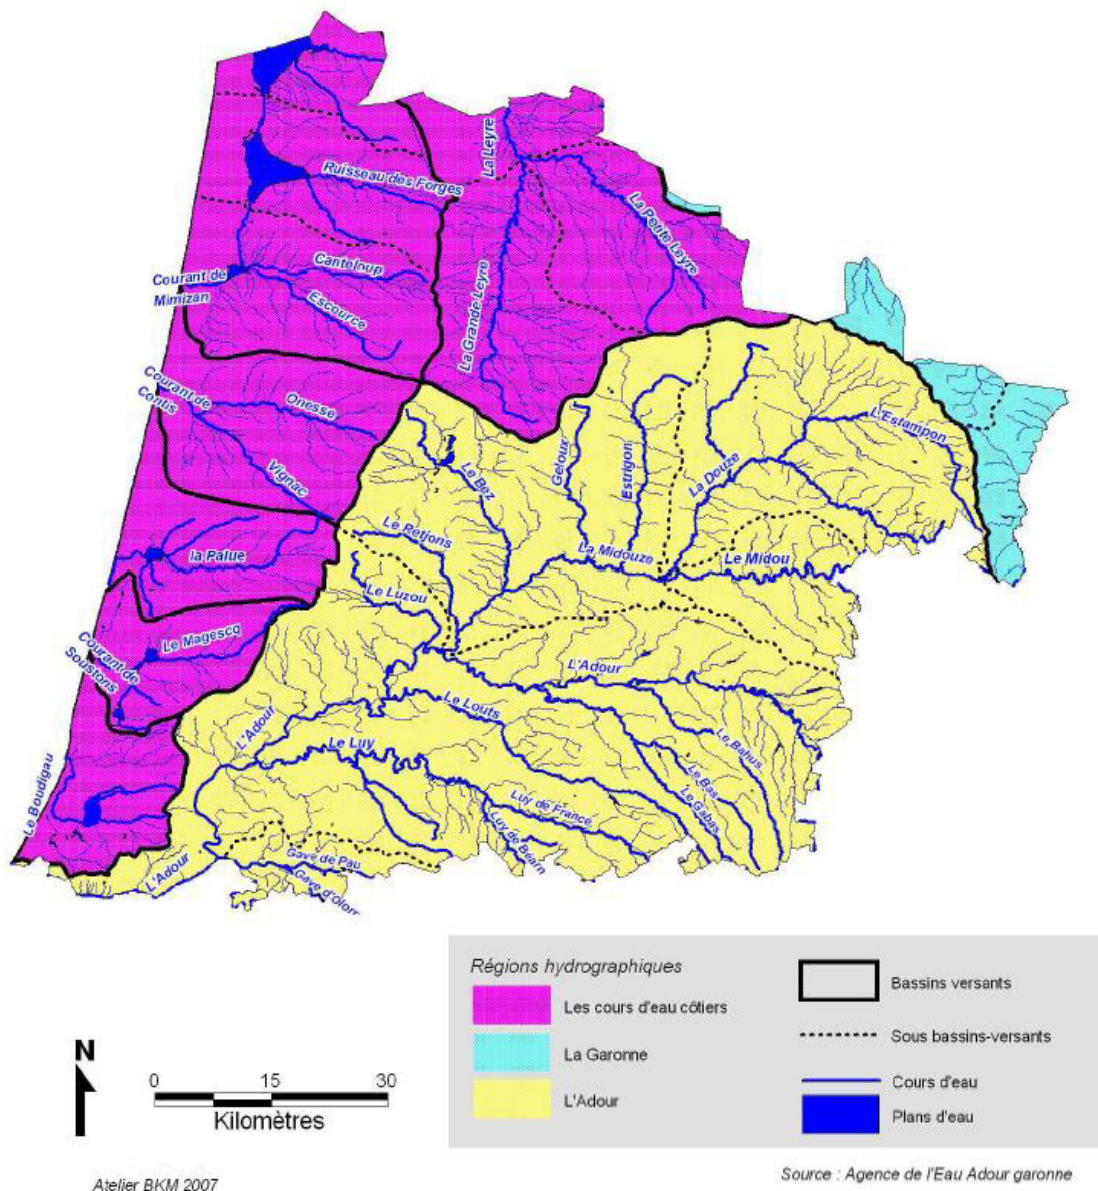 La Leyre
Ruisseau des Forges
La Petite Leyre
Canteloup
Courant de
Mimizan
Escource
La Grande Leyre
Courant de
Contis
Onesse
L'Estampon
Vignac
Le Bez
Geloux
Estrigon
La Douze
Le Retjons
la Palue
La Midouze
Le Midou
Le Luzou
Le Magescq
Courant de
Soustons
L'Adour
Le Louts
L'Adour
Le Luy
Le Bahus
Le Bas
Le Gabas
Le Boudigau
Luy de France
Luy de Béarn
Gave de Pau
L'Adour
Gave d'Oloro
Régions hydrographiques
Les cours d'eau côtiers
La Garonne
L'Adour
Bassins versants
Sous bassins-versants
Cours d'eau
Plans d'eau
N
0 15 30
Kilomètres
Atelier BKM 2007
Source : Agence de l'Eau Adour garonne